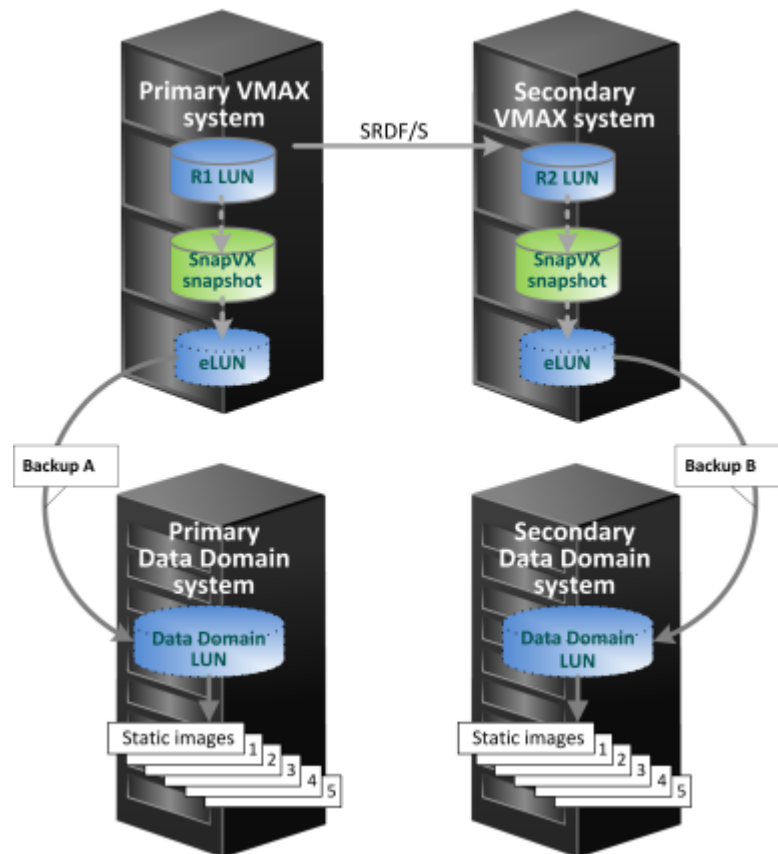 Primary VMAX
system
R1 LUN
SnapVX
snapshot
eLUN
SRDF/S
Secondary
VMAX system
R2 LUN
SnapVX
snapshot
eLUN
Backup A
Backup B
Primary
Data Domain
system
Data Domain
LUN
Static images
1
2
3
4
5
Secondary
Data Domain
system
Data Domain
LUN
Static images
1
2
3
4
5